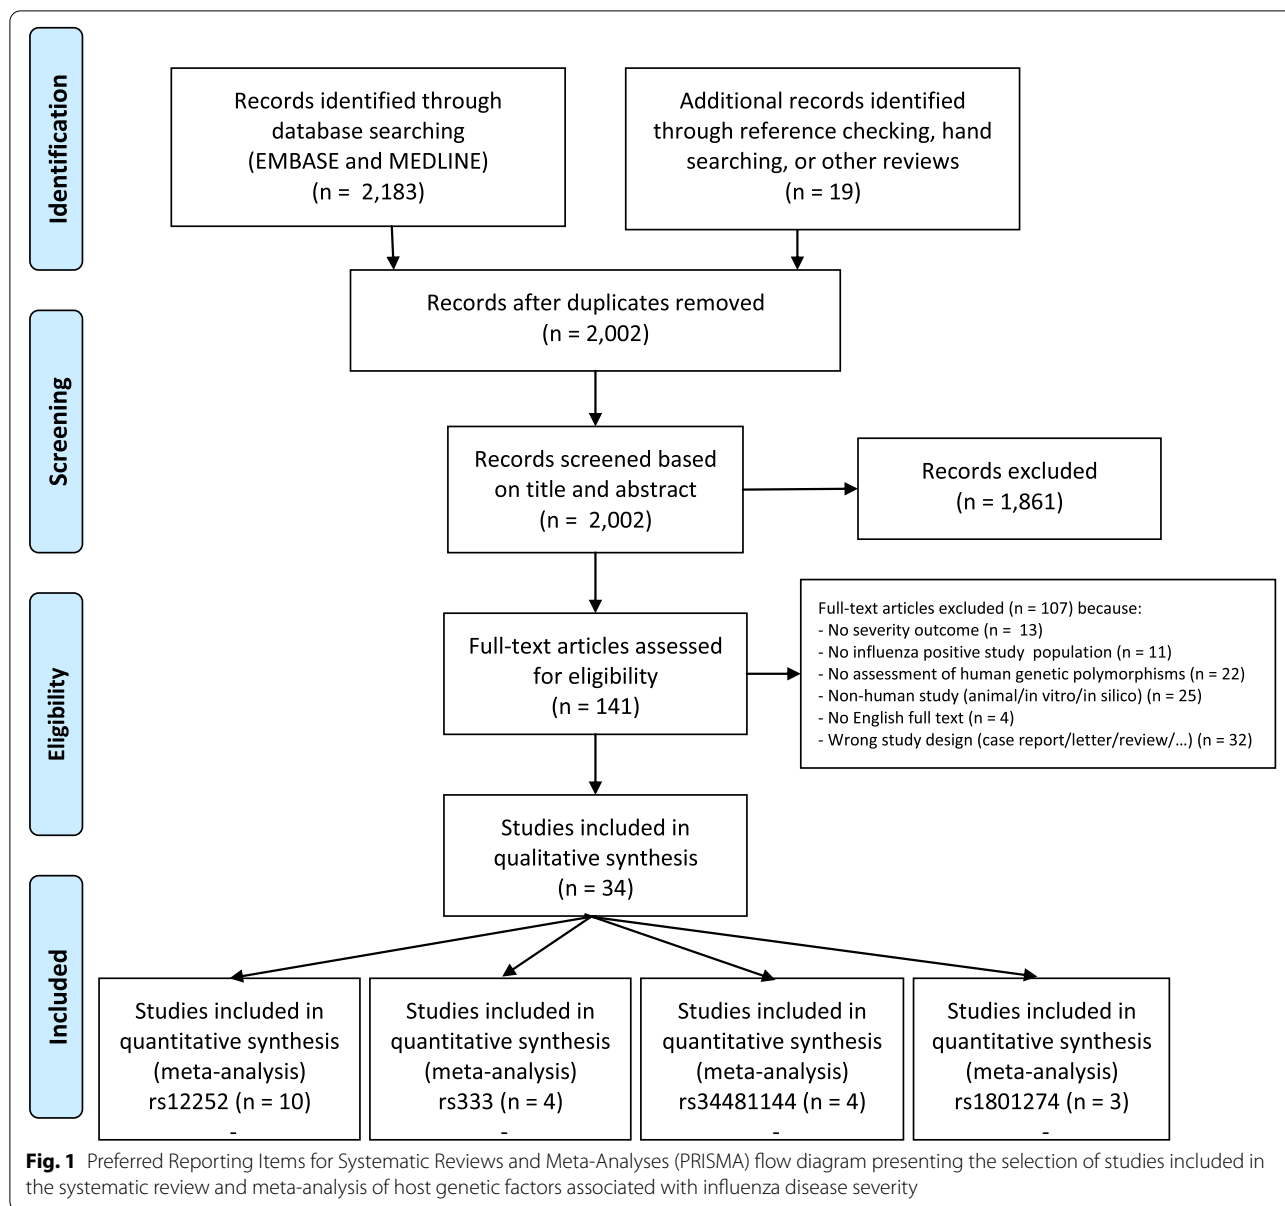 Identification
Records identified through
database searching
(EMBASE and MEDLINE)
(n =  2,183)
Additional records identified
through reference checking, hand
searching, or other reviews
(n = 19)
Records after duplicates removed
(n = 2,002)
Screening
Records screened based
on title and abstract
(n =  2,002)
Records excluded
(n = 1,861)
Eligibility
Full-text articles assessed
for eligibility
(n = 141)
Full-text articles excluded (n = 107) because:
- No severity outcome (n =  13)
- No influenza positive study  population (n = 11)
- No assessment of human genetic polymorphisms (n = 22)
- Non-human study (animal/in vitro/in silico) (n = 25)
- No English full text (n = 4)
- Wrong study design (case report/letter/review/…) (n = 32)
Studies included in
qualitative synthesis
(n = 34)
Included
Studies included in
quantitative synthesis
(meta-analysis)
rs12252 (n = 10)
-
Studies included in
quantitative synthesis
(meta-analysis)
rs333 (n = 4)
-
Studies included in
quantitative synthesis
(meta-analysis)
rs34481144 (n = 4)
-
Studies included in
quantitative synthesis
(meta-analysis)
rs1801274 (n = 3)
-
Fig. 1 Preferred Reporting Items for Systematic Reviews and Meta-Analyses (PRISMA) flow diagram presenting the selection of studies included in
the systematic review and meta-analysis of host genetic factors associated with influenza disease severity